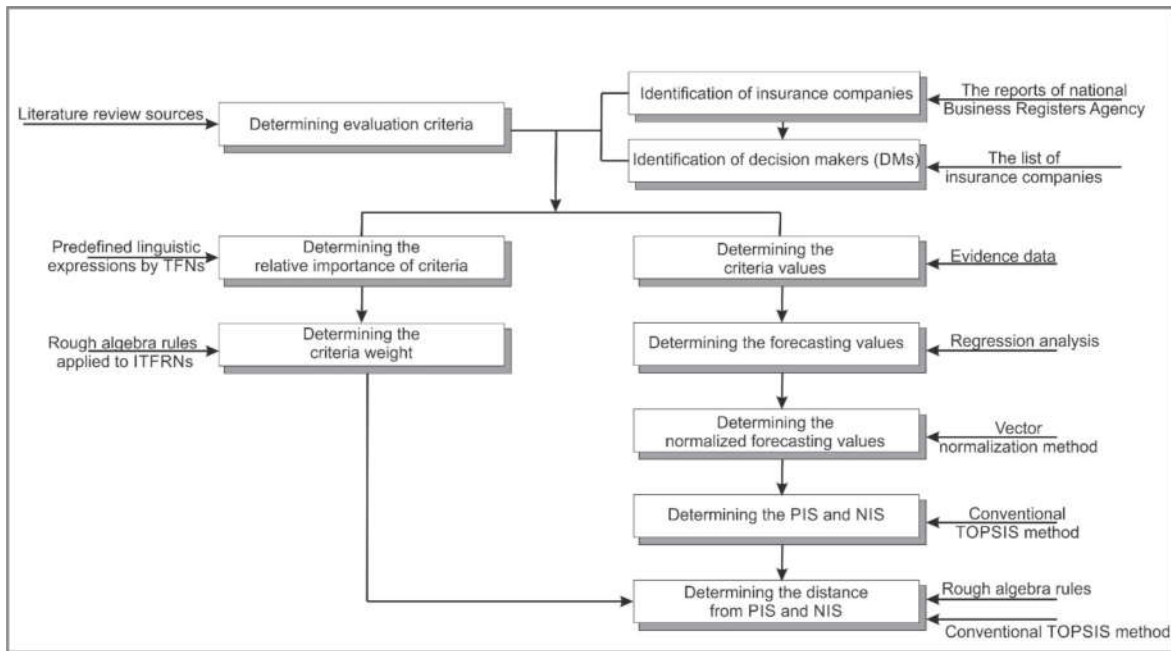 Literature review sources
Determining evaluation criteria
Identification of insurance companies
The reports of national
Business Registers Agency
Identification of decision makers (DMs)
The list of
insurance companies
Predefined linguistic
expressions by TFNs
Determining the
relative importance of criteria
Determining the
criteria values
Evidence data
Rough algebra rules
applied to ITFRNs
Determining the
criteria weight
Determining the forecasting values
Regression analysis
Determining the
normalized forecasting values
Vector
normalization method
Determining the PIS and NIS
Conventional
TOPSIS method
Determining the distance
from PIS and NIS
Rough algebra rules
Conventional TOPSIS method